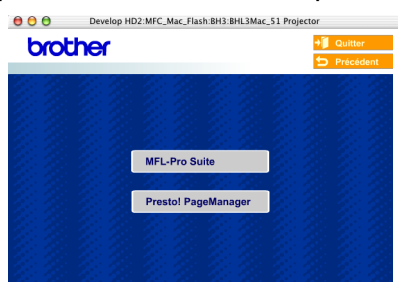 Develop HD2:MFC_Mac_Flash:BH3:BHL3Mac_51 Projector
brother
Quitter
Précédent
MFL-Pro Suite
Presto! PageManager